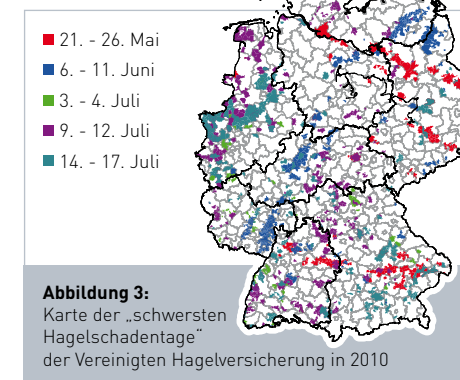 21. - 26. Mai
6. - 11. Juni
3. - 4. Juli
9. - 12. Juli
14. - 17. Juli
Abbildung 3:
Karte der „schwersten
Hagelschadentage“
der Vereinigten Hagelversicherung in 2010